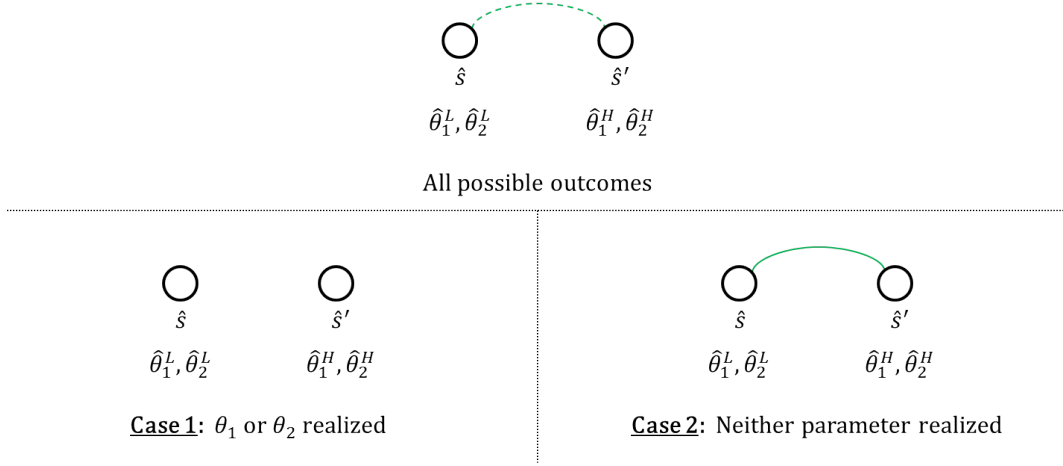 ŝ ŝ′
θ̂₁ᴸ, θ̂₂ᴸ θ̂₁ᴴ, θ̂₂ᴴ
All possible outcomes
ŝ ŝ′ ŝ ŝ′
θ̂₁ᴸ, θ̂₂ᴸ θ̂₁ᴴ, θ̂₂ᴴ θ̂₁ᴸ, θ̂₂ᴸ θ̂₁ᴴ, θ̂₂ᴴ
Case 1: θ₁ or θ₂ realized
Case 2: Neither parameter realized